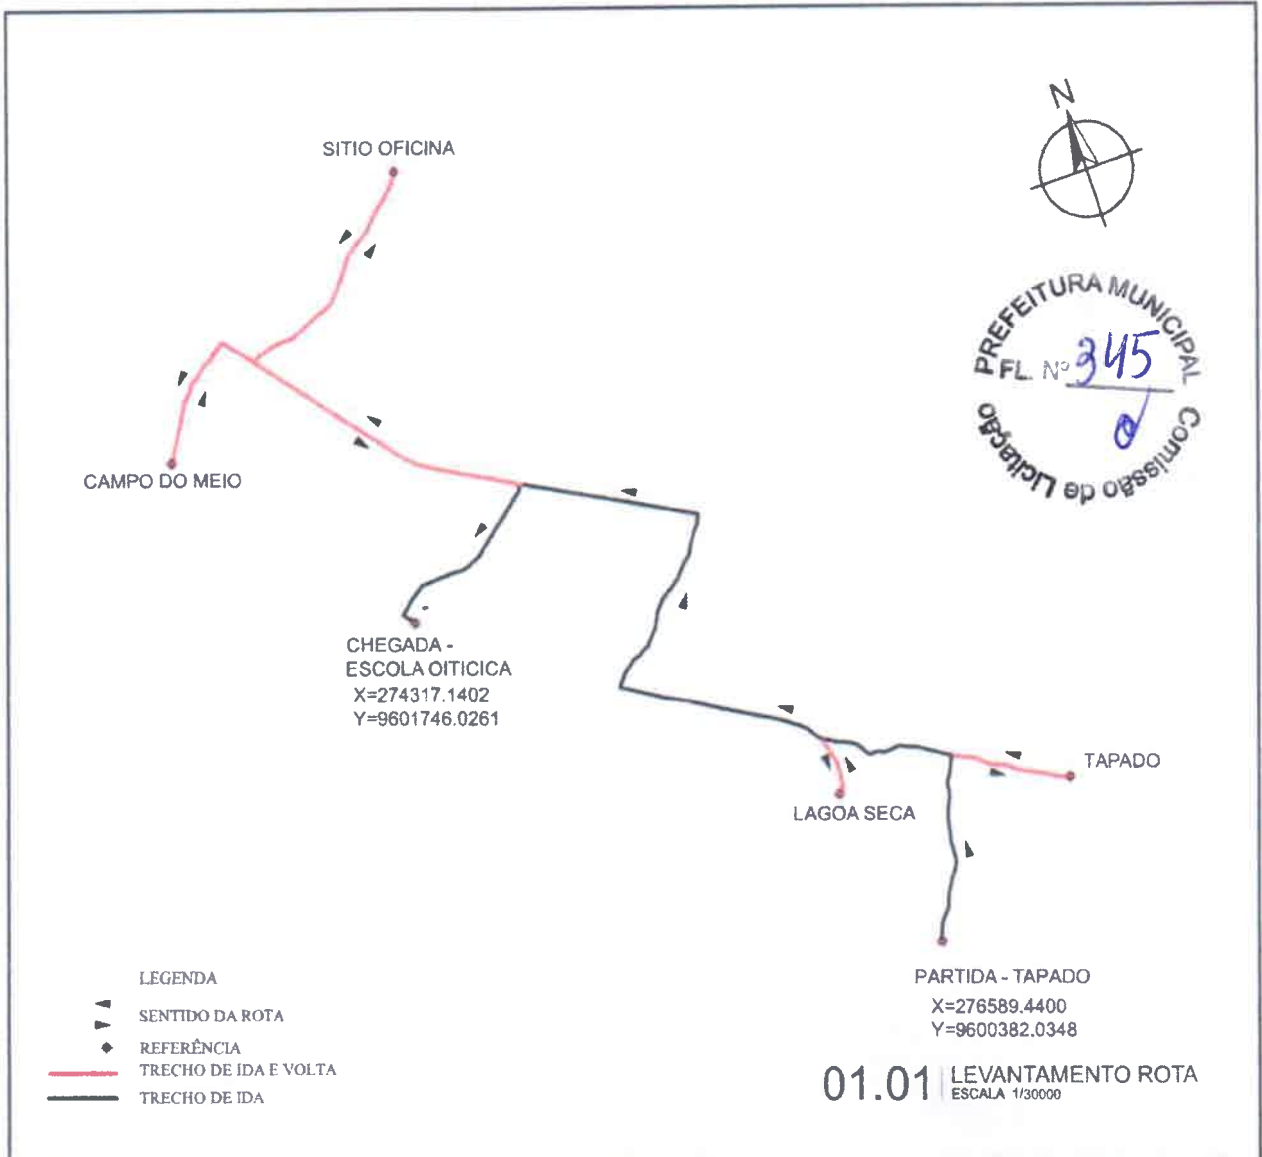 N
SITIO OFICINA
PREFEITURA MUNICIPAL
FL. Nº 345
Comissão de Licitação
CAMPO DO MEIO
CHEGADA -
ESCOLA OITICICA
X=274317.1402
Y=9601746.0261
TAPADO
LAGOA SECA
PARTIDA - TAPADO
X=276589.4400
Y=9600382.0348
LEGENDA
SENTIDO DA ROTA
REFERÊNCIA
TRECHO DE IDA E VOLTA
TRECHO DE IDA
01.01 LEVANTAMENTO ROTA
ESCALA 1/30000